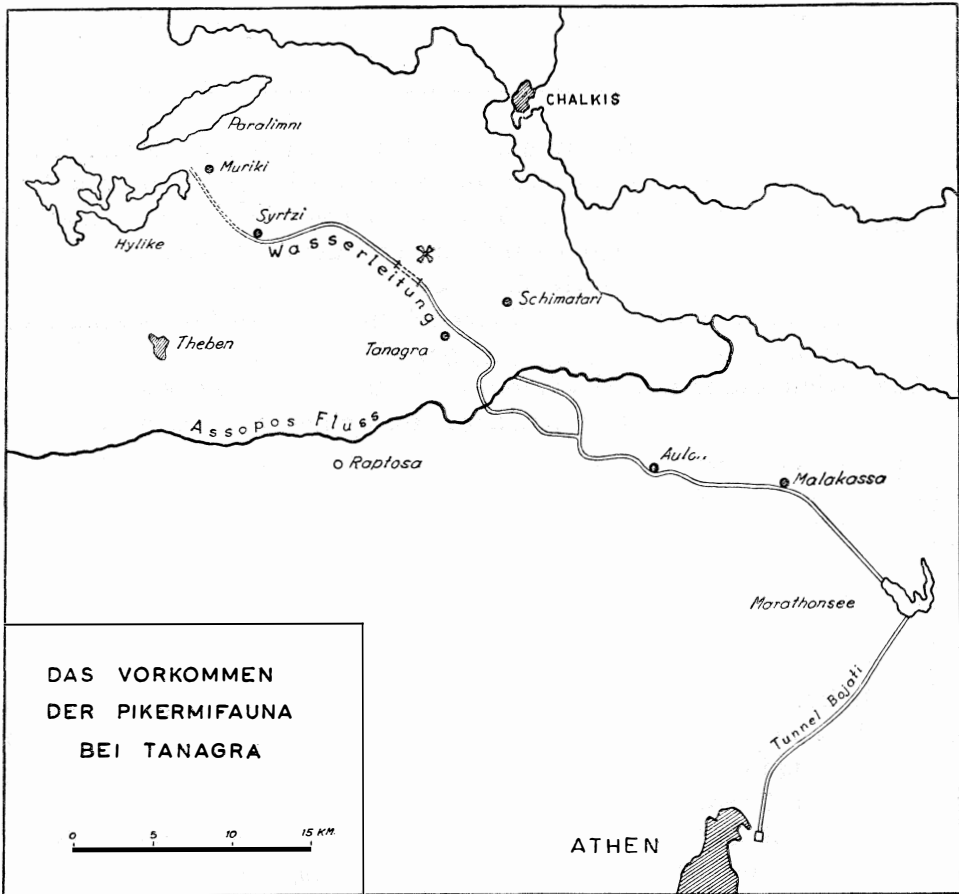 CHALKIS
Paralimni
Muriki
Syrtzi
Hylike
Wasserleitung
Schimatari
Theben
Tanagra
Assopos Fluss
Raptosa
Malakassa
Marathonsee
Tunnel Bojati
DAS VORKOMMEN
DER PIKERMIFAUNA
BEI TANAGRA
0 5 10 15 KM.
ATHEN